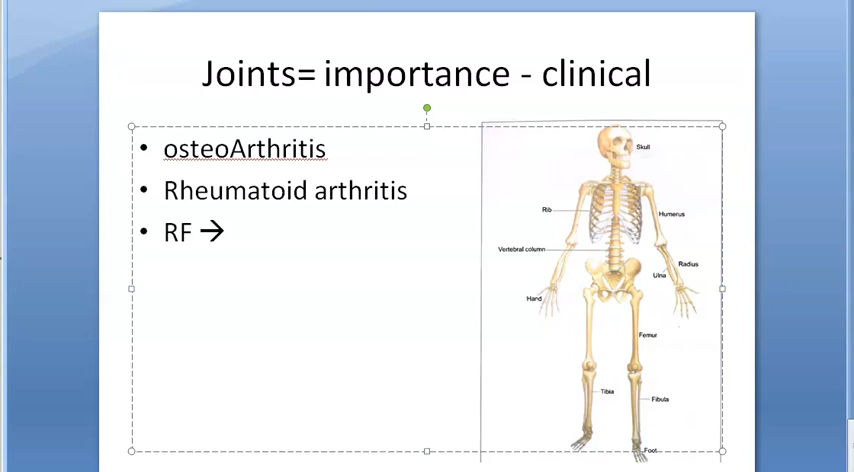 Joints= importance - clinical
• osteoArthritis
• Rheumatoid arthritis
• RF →
Skull
Rib
Humerus
Vertebral column
Radius
Ulna
Hand
Femur
Tibia
Fibula
Foot